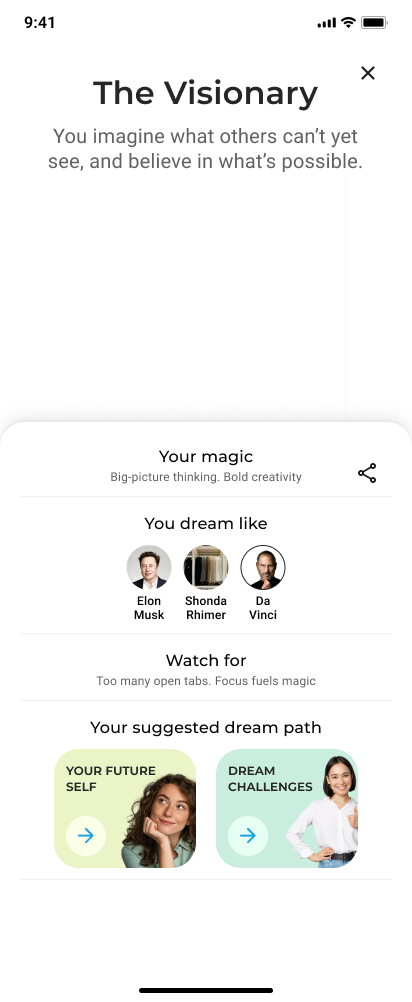 9:41
The Visionary
You imagine what others can’t yet
see, and believe in what’s possible.
Your magic
Big-picture thinking. Bold creativity
You dream like
Elon
Musk
Shonda
Rhimer
Da
Vinci
Watch for
Too many open tabs. Focus fuels magic
Your suggested dream path
YOUR FUTURE
SELF
DREAM
CHALLENGES